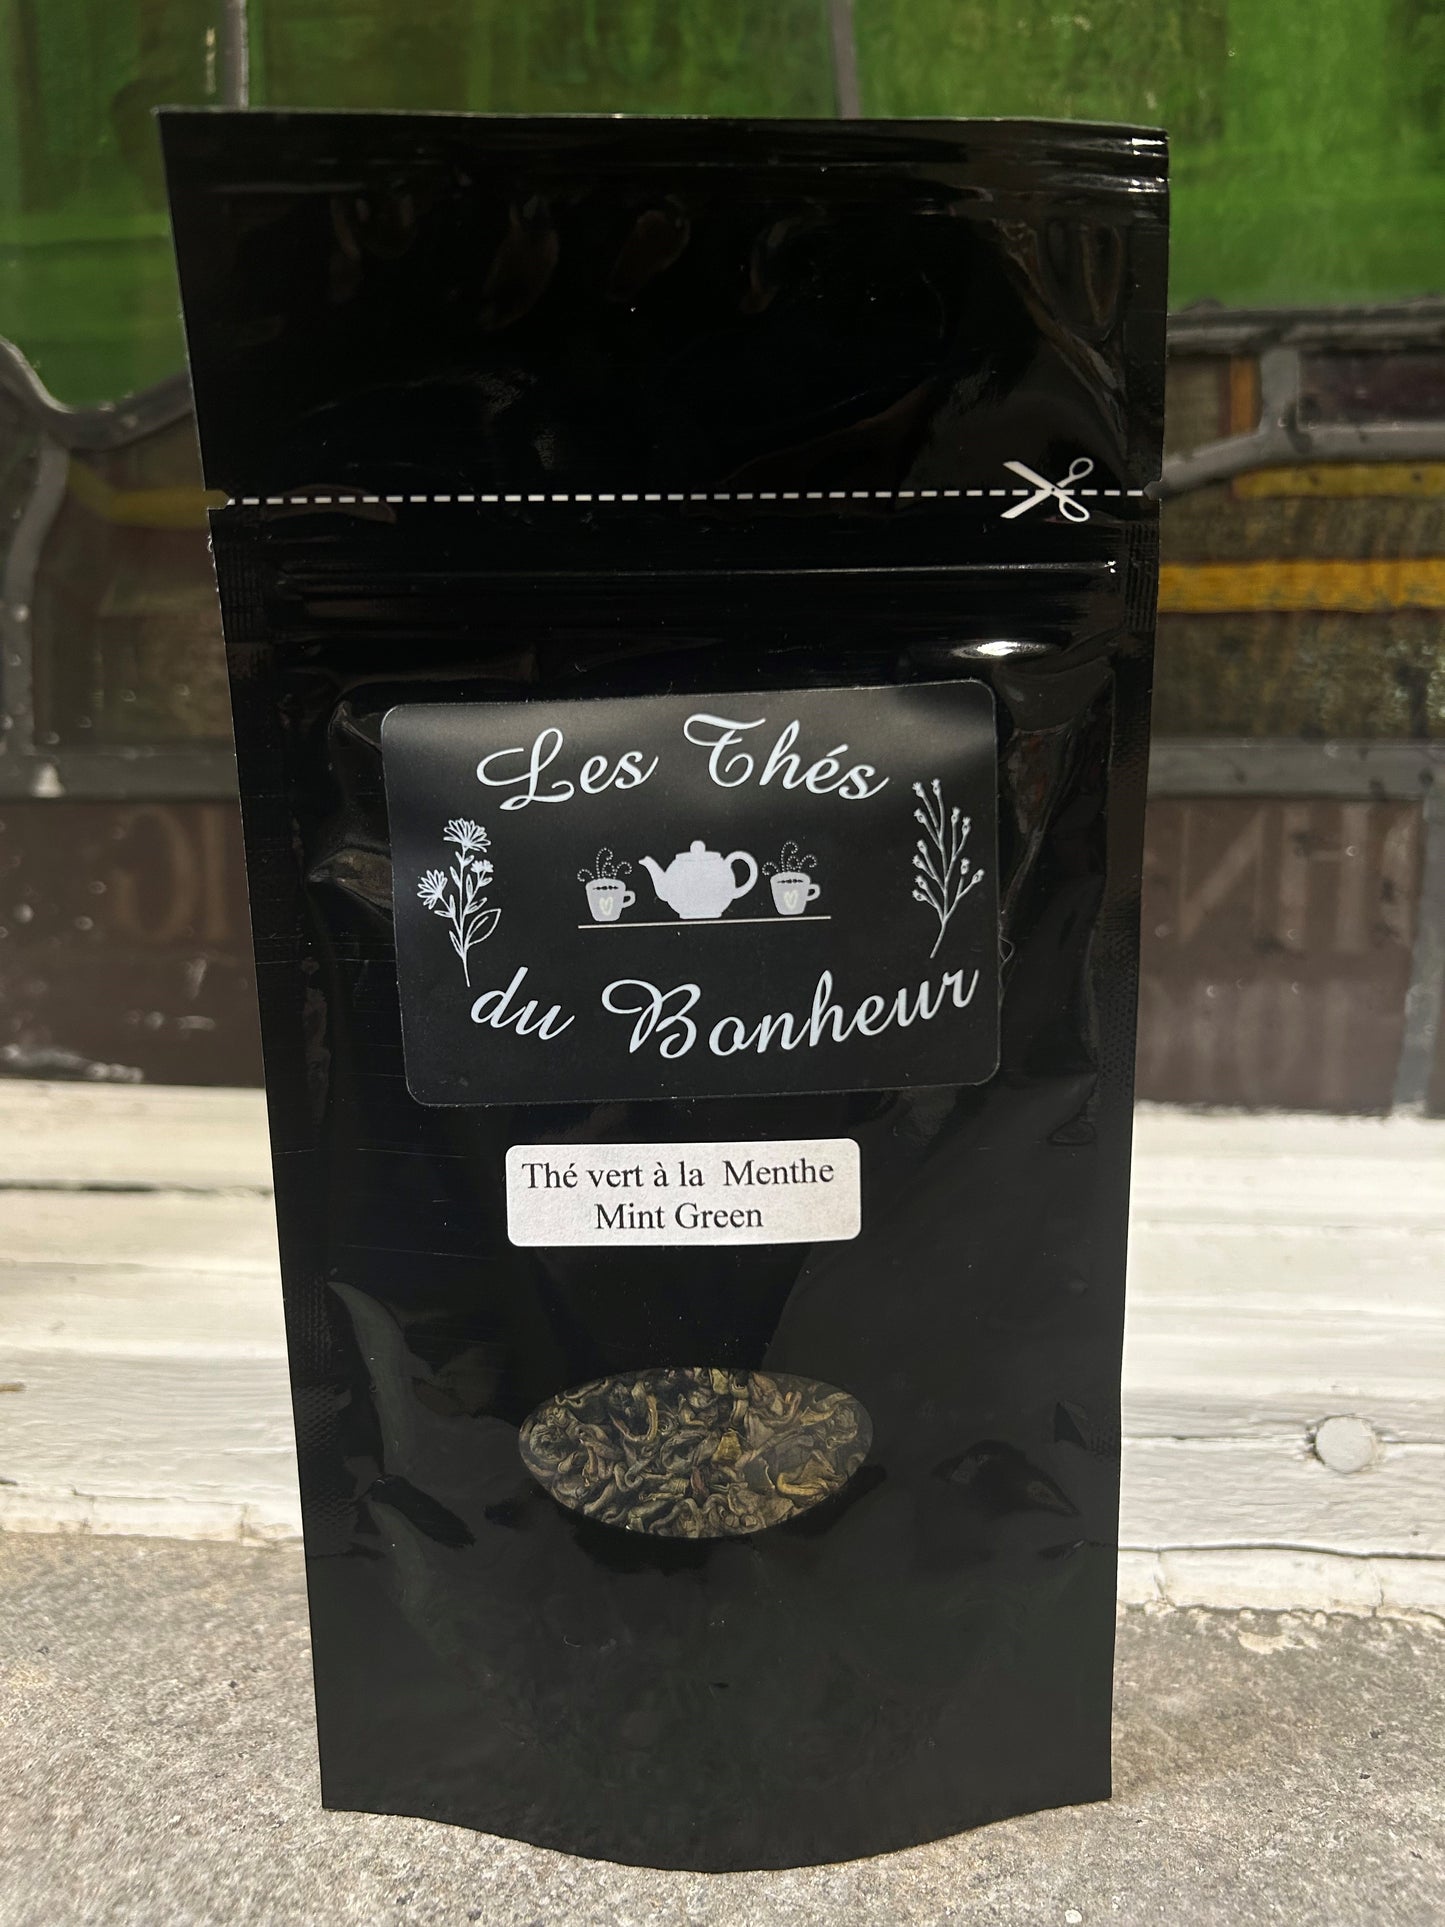 Les Thés
du Bonheur
Thé vert à la Menthe
Mint Green